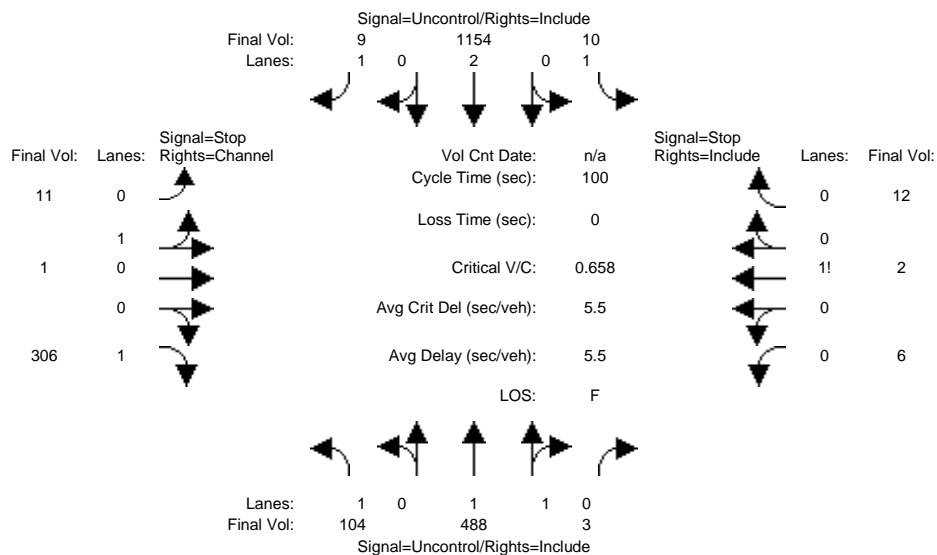 Signal=Uncontrol/Rights=Include
Final Vol: 9 1154 10
Lanes: 1 0 2 0 1
Signal=Stop Signal=Stop
Final Vol: Lanes: Rights=Channel Vol Cnt Date: n/a Rights=Include Lanes: Final Vol:
Cycle Time (sec): 100
11 0 0 12
Loss Time (sec): 0
1 0
1 0 Critical V/C: 0.658 1! 2
0 Avg Crit Del (sec/veh): 5.5 0
306 1 Avg Delay (sec/veh): 5.5 0 6
LOS: F
Lanes: 1 0 1 1 0
Final Vol: 104 488 3
Signal=Uncontrol/Rights=Include